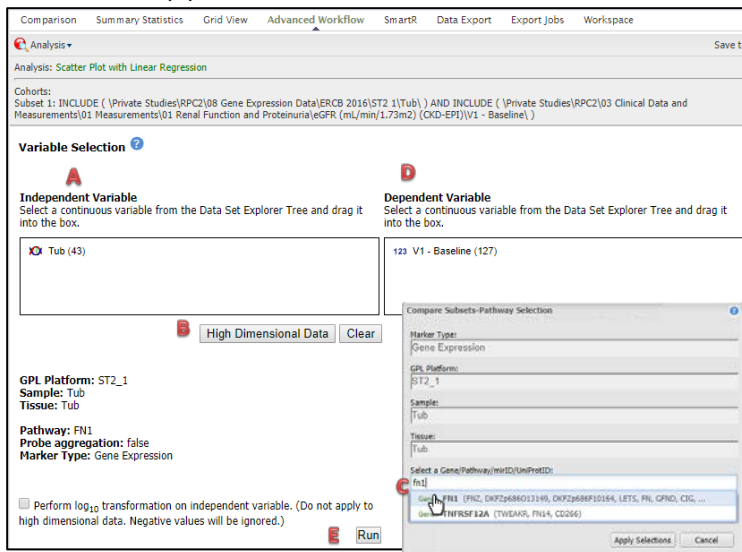 Comparison Summary Statistics Grid View Advanced Workflow SmartR Data Export Export Jobs Workspace
Analysis▾ Save t
Analysis: Scatter Plot with Linear Regression
Cohorts:
Subset 1: INCLUDE ( \Private Studies\RPC2\08 Gene Expression Data\ERCB 2016\ST2 1\Tub\ ) AND INCLUDE ( \Private Studies\RPC2\03 Clinical Data and
Measurements\01 Measurements\01 Renal Function and Proteinuria\eGFR (mL/min/1.73m2) (CKD-EPI)\V1 - Baseline\ )
Variable Selection ?
A
Independent Variable
Select a continuous variable from the Data Set Explorer Tree and drag it
into the box.
Tub (43)
D
Dependent Variable
Select a continuous variable from the Data Set Explorer Tree and drag it
into the box.
123 V1 - Baseline (127)
B High Dimensional Data Clear
GPL Platform: ST2_1
Sample: Tub
Tissue: Tub
Pathway: FN1
Probe aggregation: false
Marker Type: Gene Expression
Perform log10 transformation on independent variable. (Do not apply to
high dimensional data. Negative values will be ignored.)
E Run
Compare Subsets-Pathway Selection ?
Marker Type:
Gene Expression
GPL Platform:
ST2_1
Sample:
Tub
Tissue:
Tub
Select a Gene/Pathway/mirID/UniProtID:
C fn1
FN1 (FNZ, DKFZp686O13149, DKFZp686F10164, LETS, FN, GFND, CIG, ...
TNFRSF12A (TWEAKR, FN14, CD266)
Apply Selections Cancel